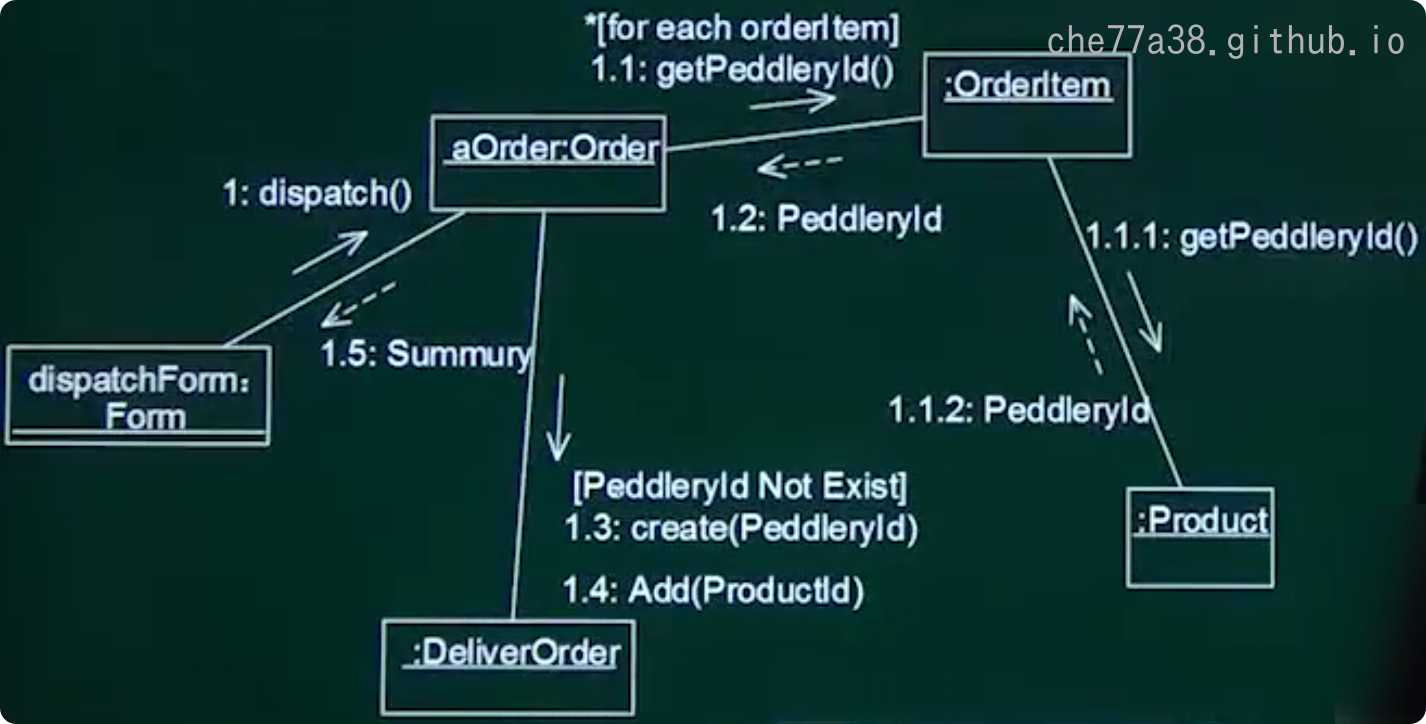 *[for each orderItem]
1.1: getPeddleryId()
che77a38.github.io
:OrderItem
aOrder:Order
1: dispatch()
1.2: PeddleryId
1.1.1: getPeddleryId()
1.5: Summury
dispatchForm:
Form
1.1.2: PeddleryId
[PeddleryId Not Exist]
1.3: create(PeddleryId)
:Product
1.4: Add(ProductId)
:DeliverOrder